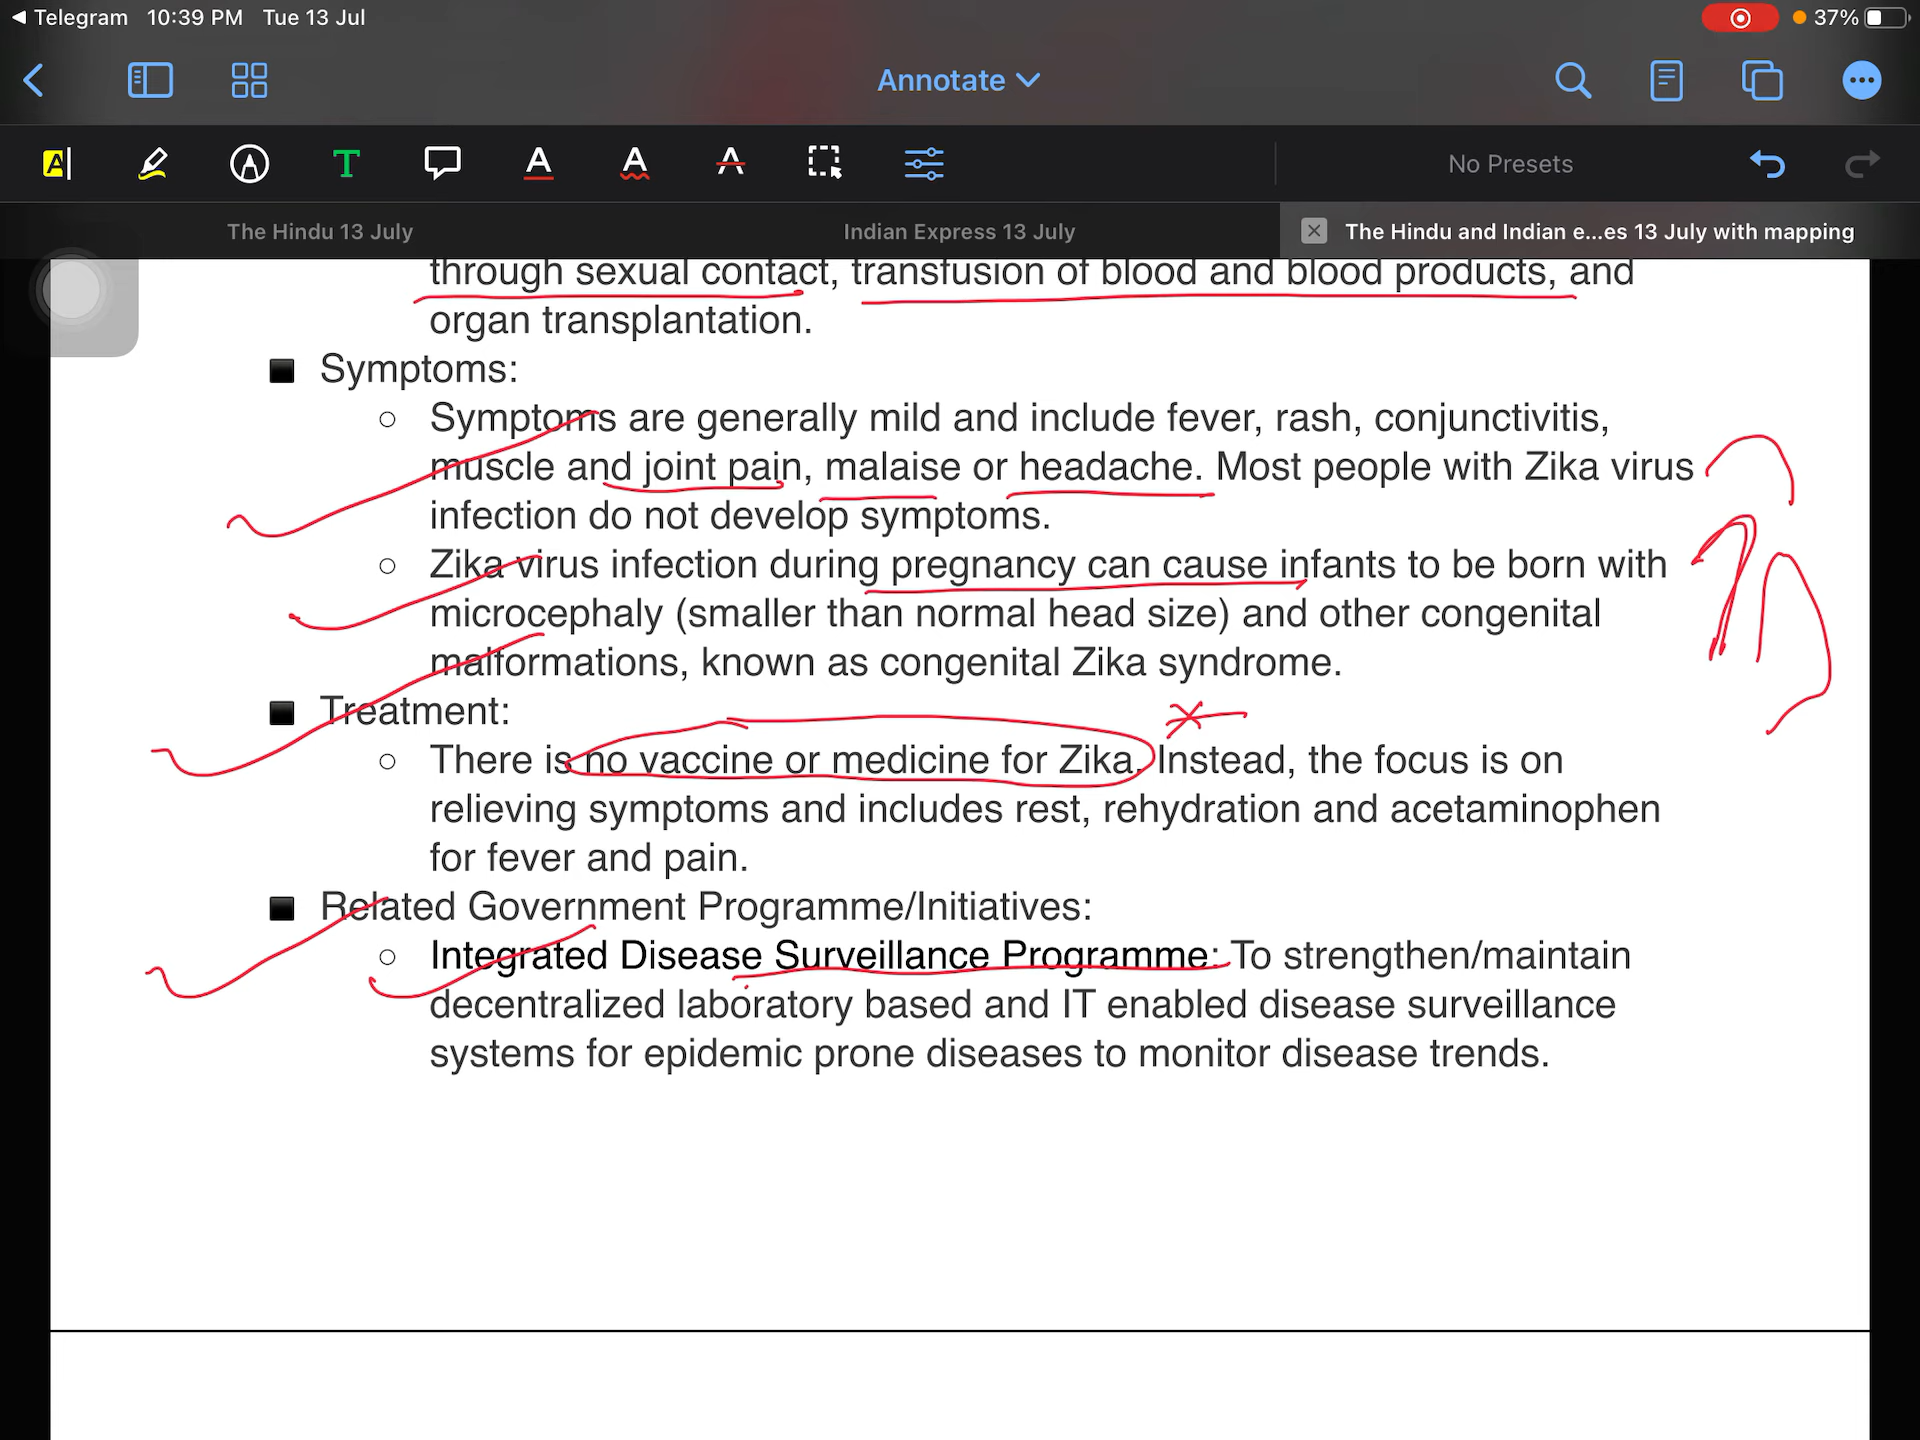 ◀ Telegram 10:39 PM Tue 13 Jul 37%
Annotate
No Presets
The Hindu 13 July Indian Express 13 July The Hindu and Indian e...es 13 July with mapping
through sexual contact, transfusion of blood and blood products, and
organ transplantation.
■ Symptoms:
○ Symptoms are generally mild and include fever, rash, conjunctivitis,
muscle and joint pain, malaise or headache. Most people with Zika virus
infection do not develop symptoms.
○ Zika virus infection during pregnancy can cause infants to be born with
microcephaly (smaller than normal head size) and other congenital
malformations, known as congenital Zika syndrome.
■ Treatment:
○ There is no vaccine or medicine for Zika. Instead, the focus is on
relieving symptoms and includes rest, rehydration and acetaminophen
for fever and pain.
■ Related Government Programme/Initiatives:
○ Integrated Disease Surveillance Programme: To strengthen/maintain
decentralized laboratory based and IT enabled disease surveillance
systems for epidemic prone diseases to monitor disease trends.